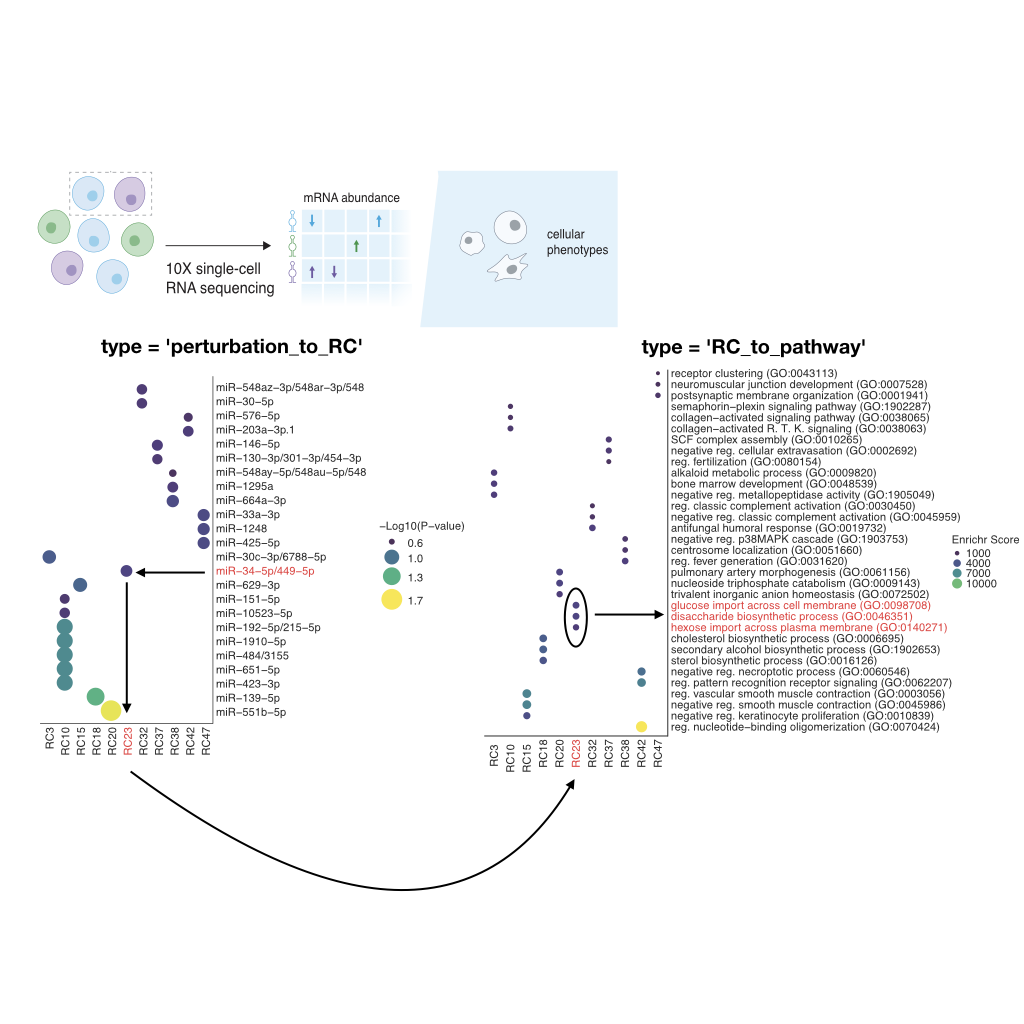 mRNA abundance
10X single-cell
RNA sequencing
cellular
phenotypes
type = 'perturbation_to_RC'
miR−548az−3p/548ar−3p/548
miR−30−5p
miR−576−5p
miR−203a−3p.1
miR−146−5p
miR−130−3p/301−3p/454−3p
miR−548ay−5p/548au−5p/548
miR−1295a
miR−664a−3p
miR−33a−3p
miR−1248
miR−425−5p
miR−30c−3p/6788−5p
miR−34−5p/449−5p
miR−629−3p
miR−151−5p
miR−10523−5p
miR−192−5p/215−5p
miR−1910−5p
miR−484/3155
miR−651−5p
miR−423−3p
miR−139−5p
miR−551b−5p
RC3
RC10
RC15
RC18
RC20
RC23
RC32
RC37
RC38
RC42
RC47
−Log10(P−value)
0.6
1.0
1.3
1.7
type = 'RC_to_pathway'
receptor clustering (GO:0043113)
neuromuscular junction development (GO:0007528)
postsynaptic membrane organization (GO:0001941)
semaphorin−plexin signaling pathway (GO:1902287)
collagen−activated signaling pathway (GO:0038065)
collagen−activated R. T. K. signaling (GO:0038063)
SCF complex assembly (GO:0010265)
negative reg. cellular extravasation (GO:0002692)
reg. fertilization (GO:0080154)
alkaloid metabolic process (GO:0009820)
bone marrow development (GO:0048539)
negative reg. metallopeptidase activity (GO:1905049)
reg. classic complement activation (GO:0030450)
negative reg. classic complement activation (GO:0045959)
antifungal humoral response (GO:0019732)
negative reg. p38MAPK cascade (GO:1903753)
centrosome localization (GO:0051660)
reg. fever generation (GO:0031620)
pulmonary artery morphogenesis (GO:0061156)
nucleoside triphosphate catabolism (GO:0009143)
trivalent inorganic anion homeostasis (GO:0072502)
glucose import across cell membrane (GO:0098708)
disaccharide biosynthetic process (GO:0046351)
hexose import across plasma membrane (GO:0140271)
cholesterol biosynthetic process (GO:0006695)
secondary alcohol biosynthetic process (GO:1902653)
sterol biosynthetic process (GO:0016126)
negative reg. necroptotic process (GO:0060546)
reg. pattern recognition receptor signaling (GO:0062207)
reg. vascular smooth muscle contraction (GO:0003056)
negative reg. smooth muscle contraction (GO:0045986)
negative reg. keratinocyte proliferation (GO:0010839)
reg. nucleotide−binding oligomerization (GO:0070424)
RC3
RC10
RC15
RC18
RC20
RC23
RC32
RC37
RC38
RC42
RC47
Enrichr Score
1000
4000
7000
10000